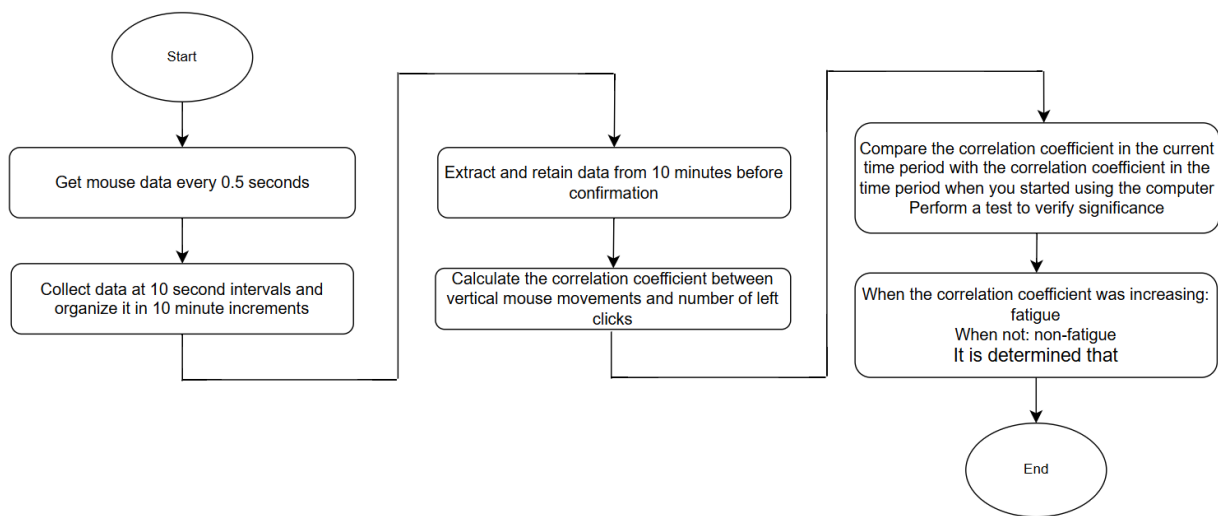 Start
Get mouse data every 0.5 seconds
Collect data at 10 second intervals and
organize it in 10 minute increments
Extract and retain data from 10 minutes before
confirmation
Calculate the correlation coefficient between
vertical mouse movements and number of left
clicks
Compare the correlation coefficient in the current
time period with the correlation coefficient in the
time period when you started using the computer
Perform a test to verify significance
When the correlation coefficient was increasing:
fatigue
When not: non-fatigue
It is determined that
End